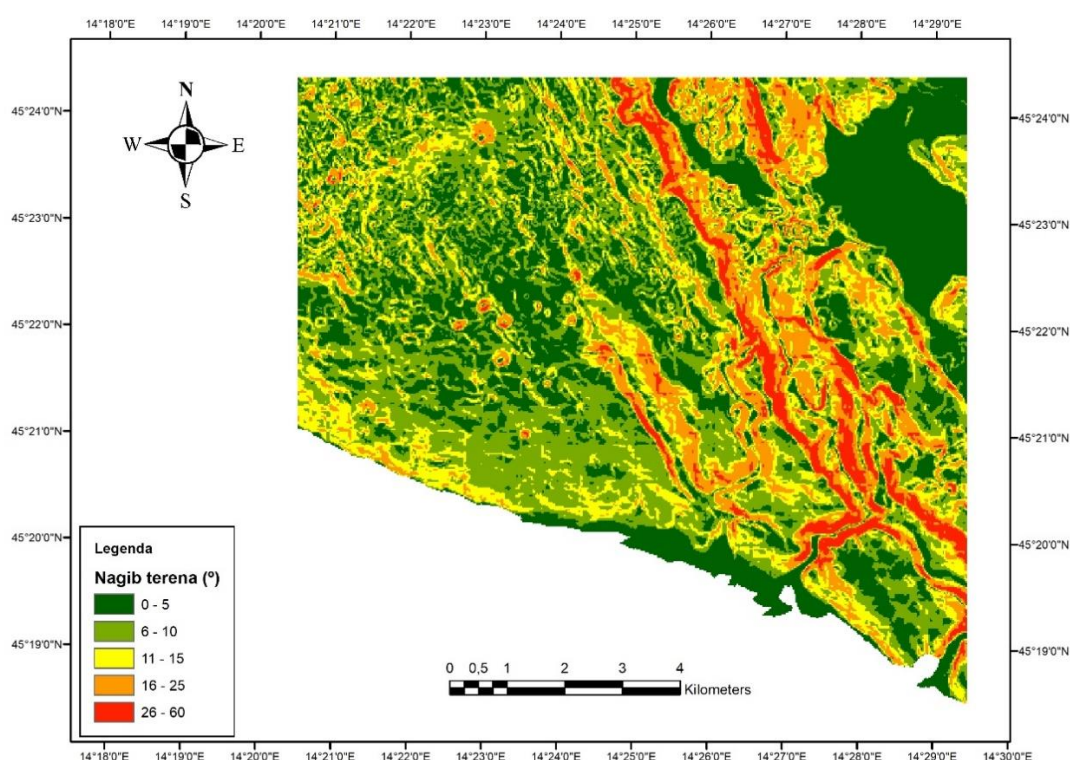 14°18'0"E 14°19'0"E 14°20'0"E 14°21'0"E 14°22'0"E 14°23'0"E 14°24'0"E 14°25'0"E 14°26'0"E 14°27'0"E 14°28'0"E 14°29'0"E
N
W E
S
45°24'0"N 45°24'0"N
45°23'0"N 45°23'0"N
45°22'0"N 45°22'0"N
45°21'0"N 45°21'0"N
45°20'0"N 45°20'0"N
45°19'0"N 45°19'0"N
Legenda
Nagib terena (º)
0 - 5
6 - 10
11 - 15
16 - 25
26 - 60
0 0,5 1 2 3 4
Kilometers
14°18'0"E 14°19'0"E 14°20'0"E 14°21'0"E 14°22'0"E 14°23'0"E 14°24'0"E 14°25'0"E 14°26'0"E 14°27'0"E 14°28'0"E 14°29'0"E 14°30'0"E